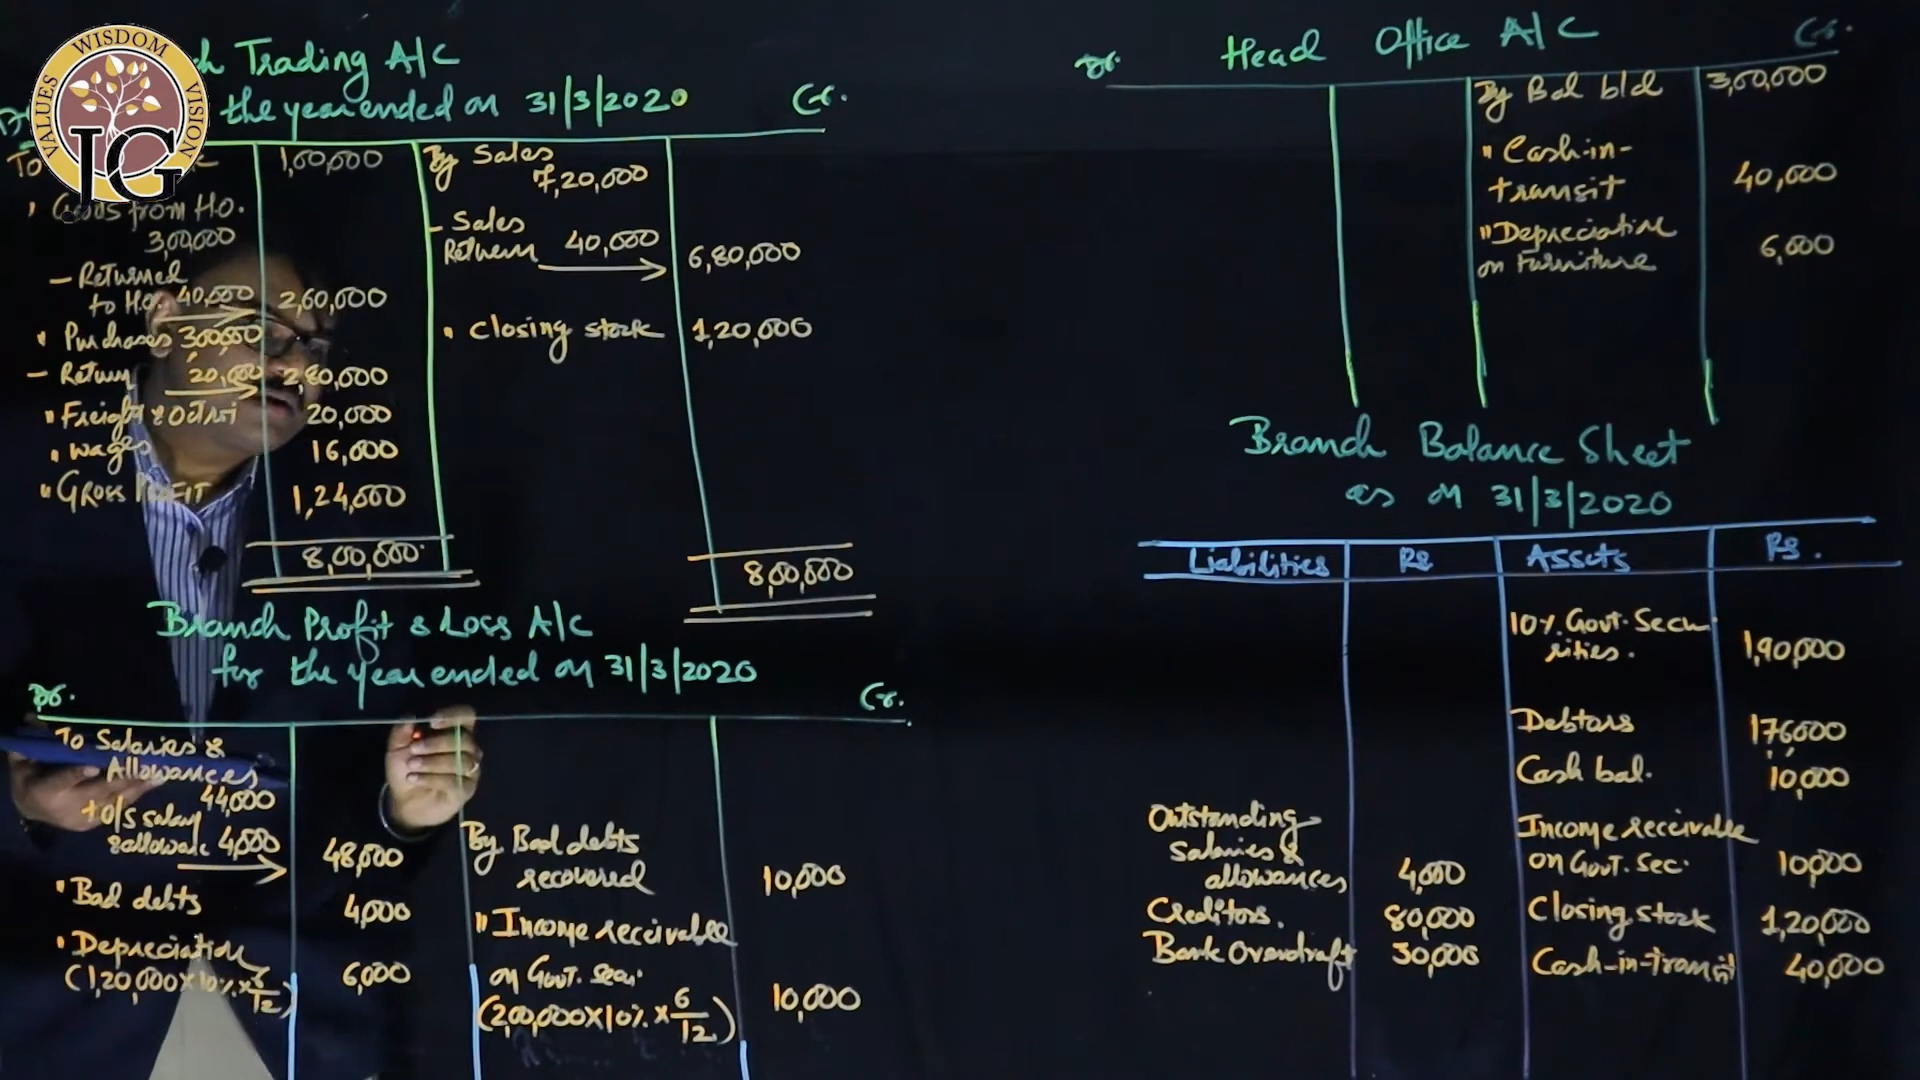 WISDOM
VALUES
VISION
JG
Trading A/C
the year ended on 31/3/2020 Cr.
To 1,00,000
Goods from H.O.
3,00,000
- Returned
to H.O. 40,000 2,60,000
" Purchases 300,000
- Return 20,000 2,80,000
" Freight & Octroi 20,000
" Wages 16,000
" GROSS PROFIT 1,24,000
8,00,000
By Sales
7,20,000
- Sales
Return 40,000 6,80,000
" Closing stock 1,20,000
8,00,000
Branch Profit & Loss A/C
for the year ended on 31/3/2020
Dr. Cr.
To Salaries &
Allowances
44,000
+ O/s salary
& allowanc 4,000 48,000
" Bad debts 4,000
" Depreciation
(1,20,000 x 10% x 6/12) 6,000
By Bad debts
recovered 10,000
" Income receivable
on Govt. Secu.
(2,00,000 x 10% x 6/12) 10,000
Dr. Head Office A/C Cr.
By Bal b/d 3,00,000
" Cash-in-
transit 40,000
" Depreciation
on Furniture 6,000
Branch Balance Sheet
as on 31/3/2020
Liabilities Rs Assets Rs.
10% Govt. Secu-
rities. 1,90,000
Debtors 1,76,000
Cash bal. 10,000
Outstanding
Salaries &
allowances 4,000
Creditors. 80,000
Bank Overdraft 30,000
Income receivable
on Govt. Sec. 10,000
Closing stock 1,20,000
Cash-in-transit 40,000